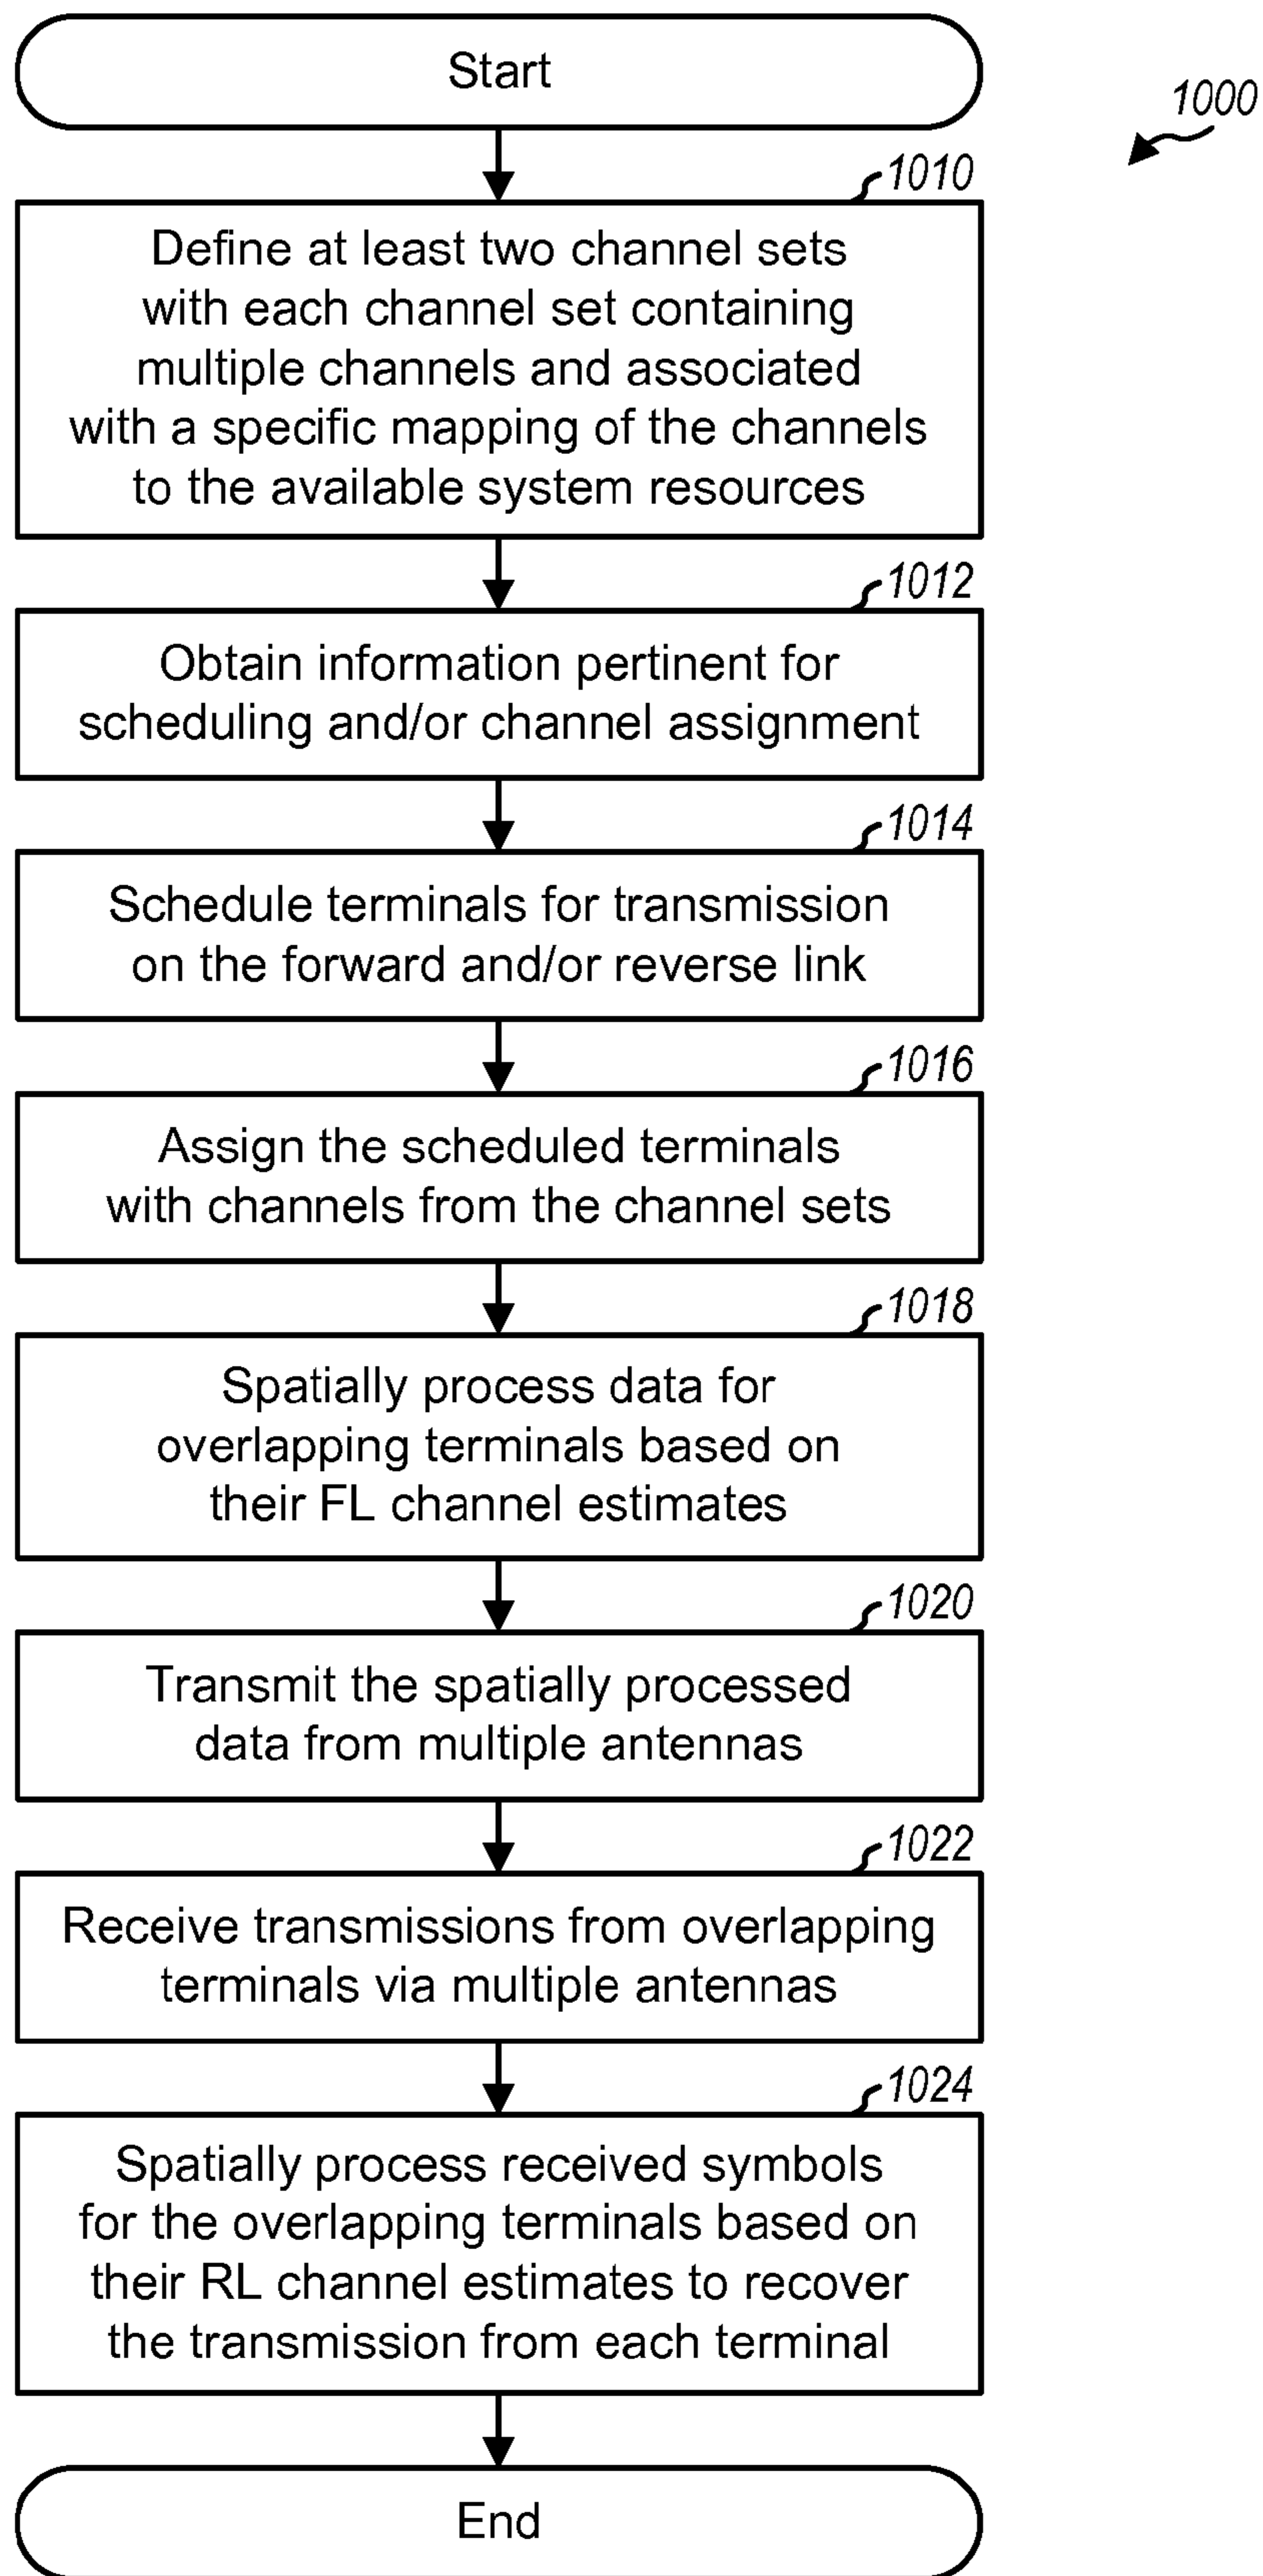 Start
1000
1010
Define at least two channel sets
with each channel set containing
multiple channels and associated
with a specific mapping of the channels
to the available system resources
1012
Obtain information pertinent for
scheduling and/or channel assignment
1014
Schedule terminals for transmission
on the forward and/or reverse link
1016
Assign the scheduled terminals
with channels from the channel sets
1018
Spatially process data for
overlapping terminals based on
their FL channel estimates
1020
Transmit the spatially processed
data from multiple antennas
1022
Receive transmissions from overlapping
terminals via multiple antennas
1024
Spatially process received symbols
for the overlapping terminals based on
their RL channel estimates to recover
the transmission from each terminal
End